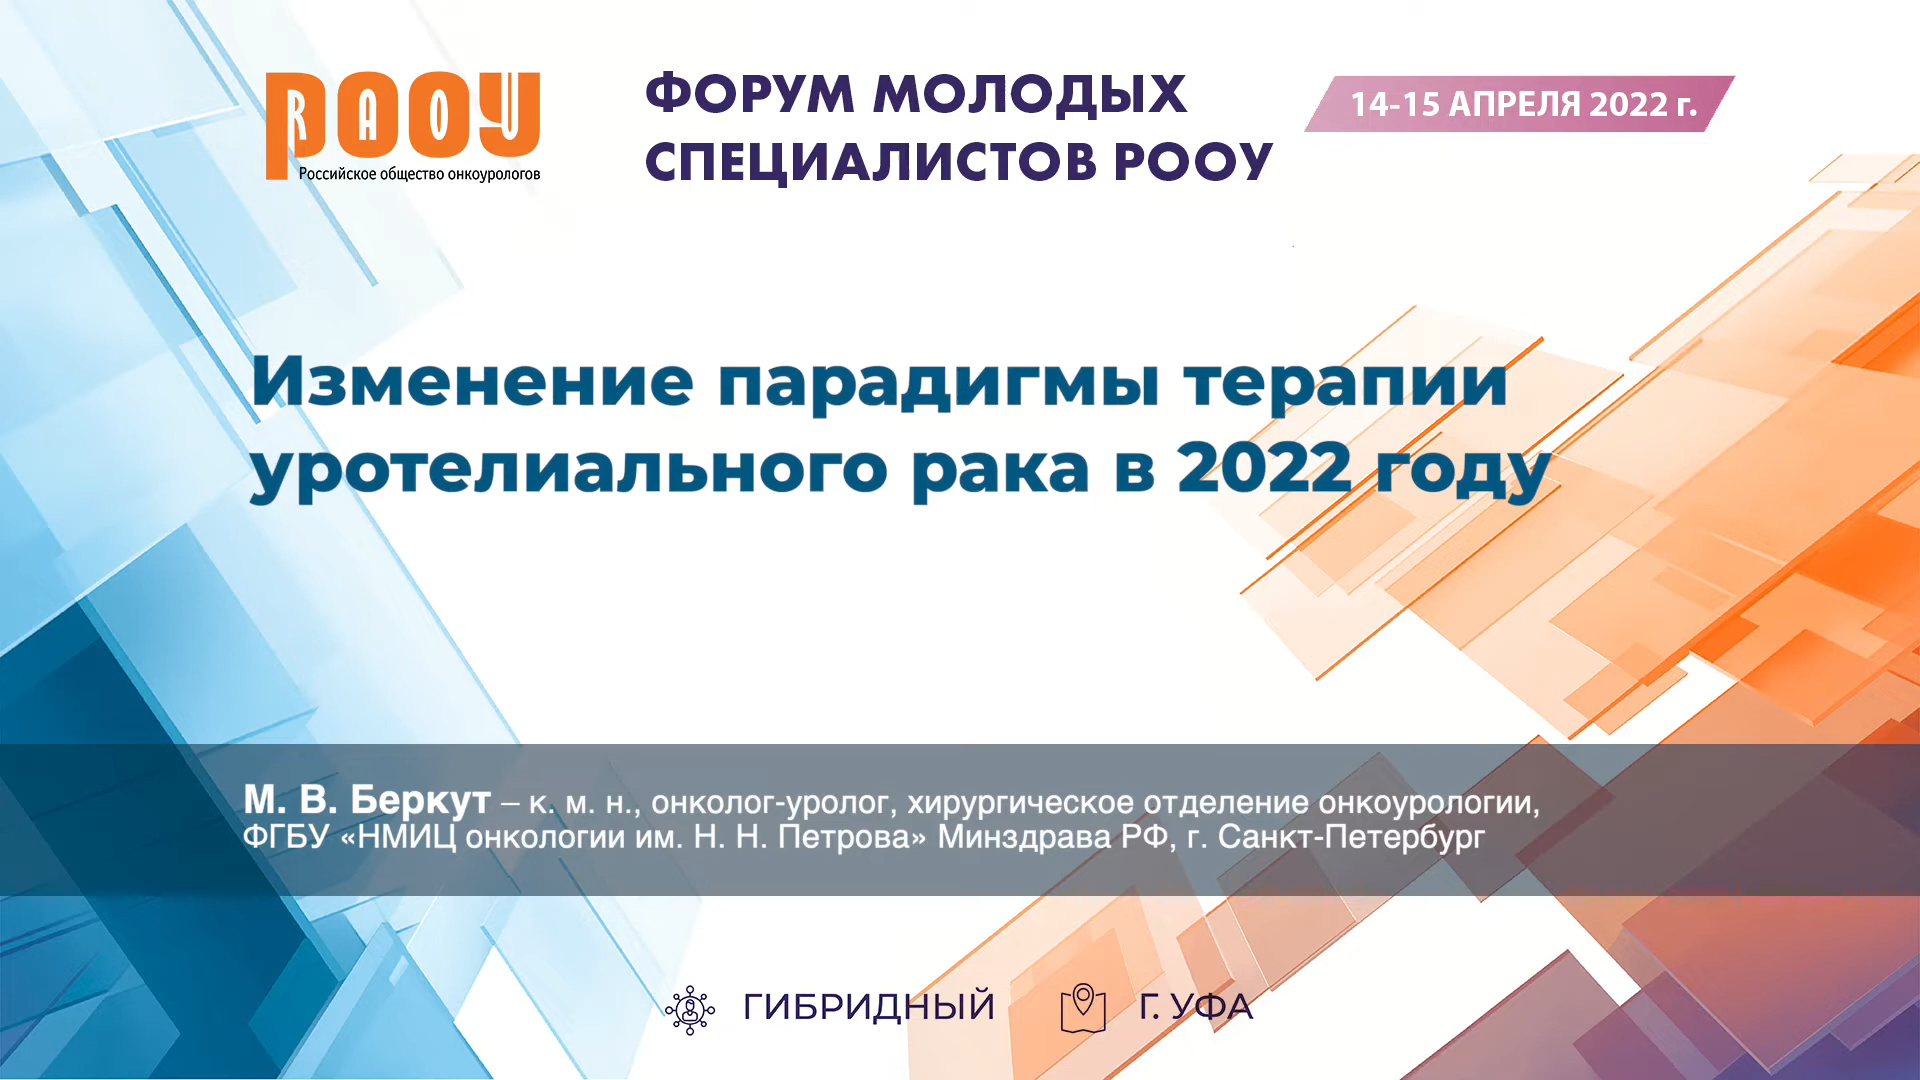 РООУ
RAOU
Российское общество онкоурологов
ФОРУМ МОЛОДЫХ
СПЕЦИАЛИСТОВ РООУ
14-15 АПРЕЛЯ 2022 г.
Изменение парадигмы терапии
уротелиального рака в 2022 году
М. В. Беркут – к. м. н., онколог-уролог, хирургическое отделение онкоурологии,
ФГБУ «НМИЦ онкологии им. Н. Н. Петрова» Минздрава РФ, г. Санкт-Петербург
ГИБРИДНЫЙ
Г. УФА